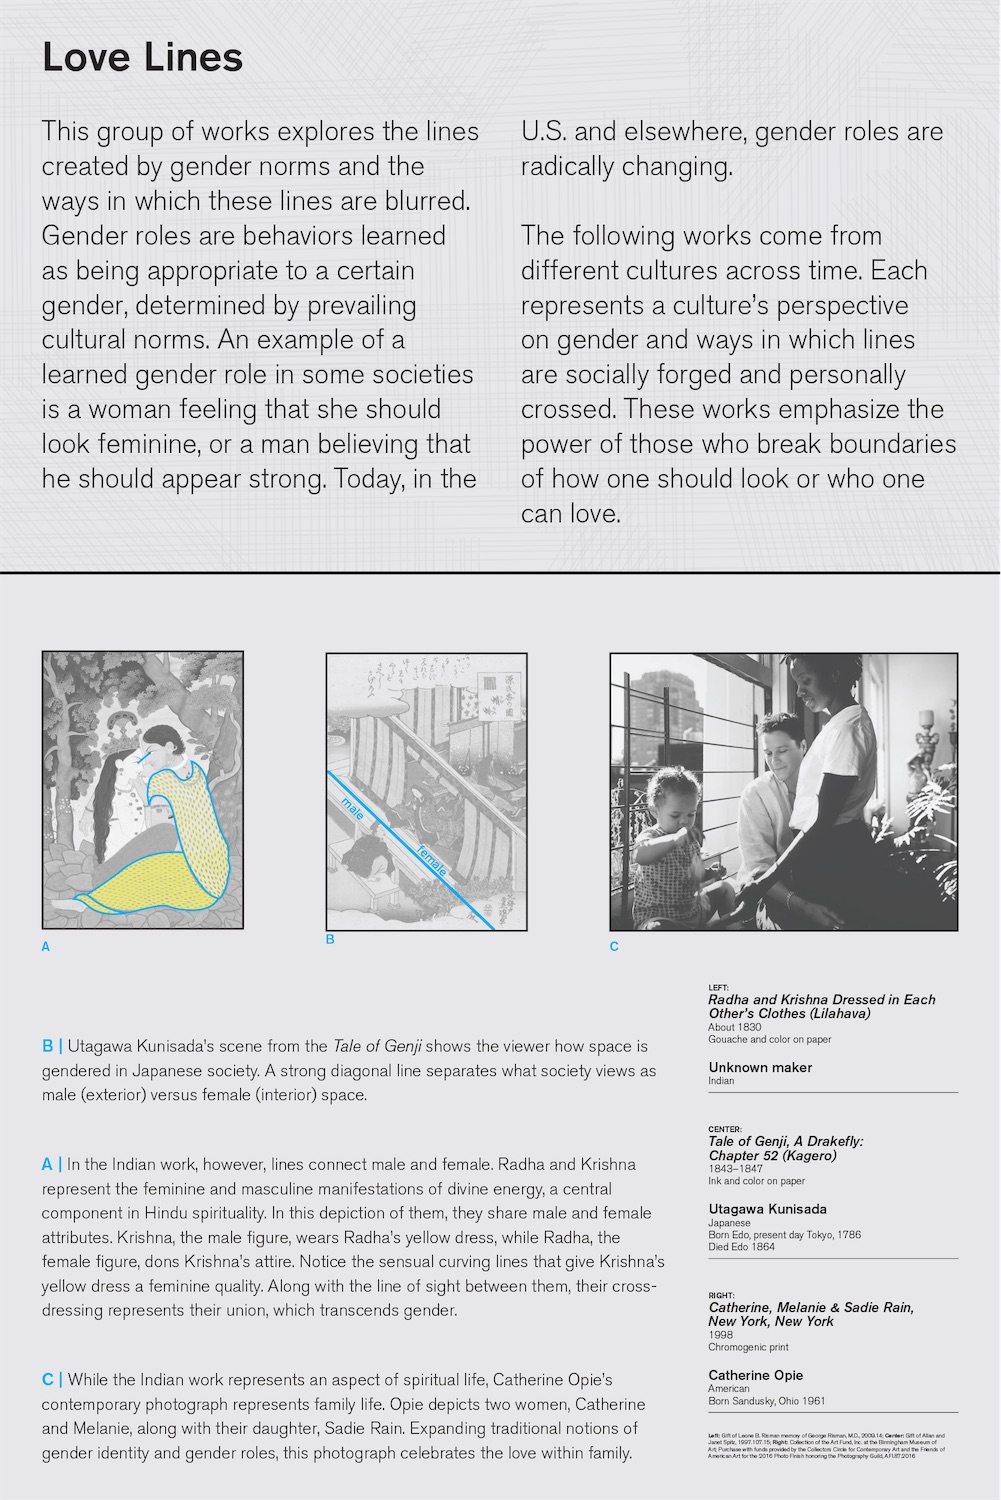 Love Lines
This group of works explores the lines
created by gender norms and the
ways in which these lines are blurred.
Gender roles are behaviors learned
as being appropriate to a certain
gender, determined by prevailing
cultural norms. An example of a
learned gender role in some societies
is a woman feeling that she should
look feminine, or a man believing that
he should appear strong. Today, in the
U.S. and elsewhere, gender roles are
radically changing.
The following works come from
different cultures across time. Each
represents a culture's perspective
on gender and ways in which lines
are socially forged and personally
crossed. These works emphasize the
power of those who break boundaries
of how one should look or who one
can love.
male
female
A
B
C
B | Utagawa Kunisada's scene from the Tale of Genji shows the viewer how space is
gendered in Japanese society. A strong diagonal line separates what society views as
male (exterior) versus female (interior) space.
A | In the Indian work, however, lines connect male and female. Radha and Krishna
represent the feminine and masculine manifestations of divine energy, a central
component in Hindu spirituality. In this depiction of them, they share male and female
attributes. Krishna, the male figure, wears Radha's yellow dress, while Radha, the
female figure, dons Krishna's attire. Notice the sensual curving lines that give Krishna's
yellow dress a feminine quality. Along with the line of sight between them, their cross-
dressing represents their union, which transcends gender.
C | While the Indian work represents an aspect of spiritual life, Catherine Opie's
contemporary photograph represents family life. Opie depicts two women, Catherine
and Melanie, along with their daughter, Sadie Rain. Expanding traditional notions of
gender identity and gender roles, this photograph celebrates the love within family.
LEFT:
Radha and Krishna Dressed in Each
Other's Clothes (Lilahava)
About 1830
Gouache and color on paper
Unknown maker
Indian
CENTER:
Tale of Genji, A Drakefly:
Chapter 52 (Kagero)
1843–1847
Ink and color on paper
Utagawa Kunisada
Japanese
Born Edo, present day Tokyo, 1786
Died Edo 1864
RIGHT:
Catherine, Melanie & Sadie Rain,
New York, New York
1998
Chromogenic print
Catherine Opie
American
Born Sandusky, Ohio 1961
Left: Gift of Leone B. Risman memory of George Risman, M.D., 2009.14; Center: Gift of Allan and
Janet Spitz, 1997.107.15; Right: Collection of the Art Fund, Inc. at the Birmingham Museum of
Art; Purchase with funds provided by the Collectors Circle for Contemporary Art and the Friends of
American Art for the 2016 Photo Finish honoring the Photography Guild, AFI.87.2016